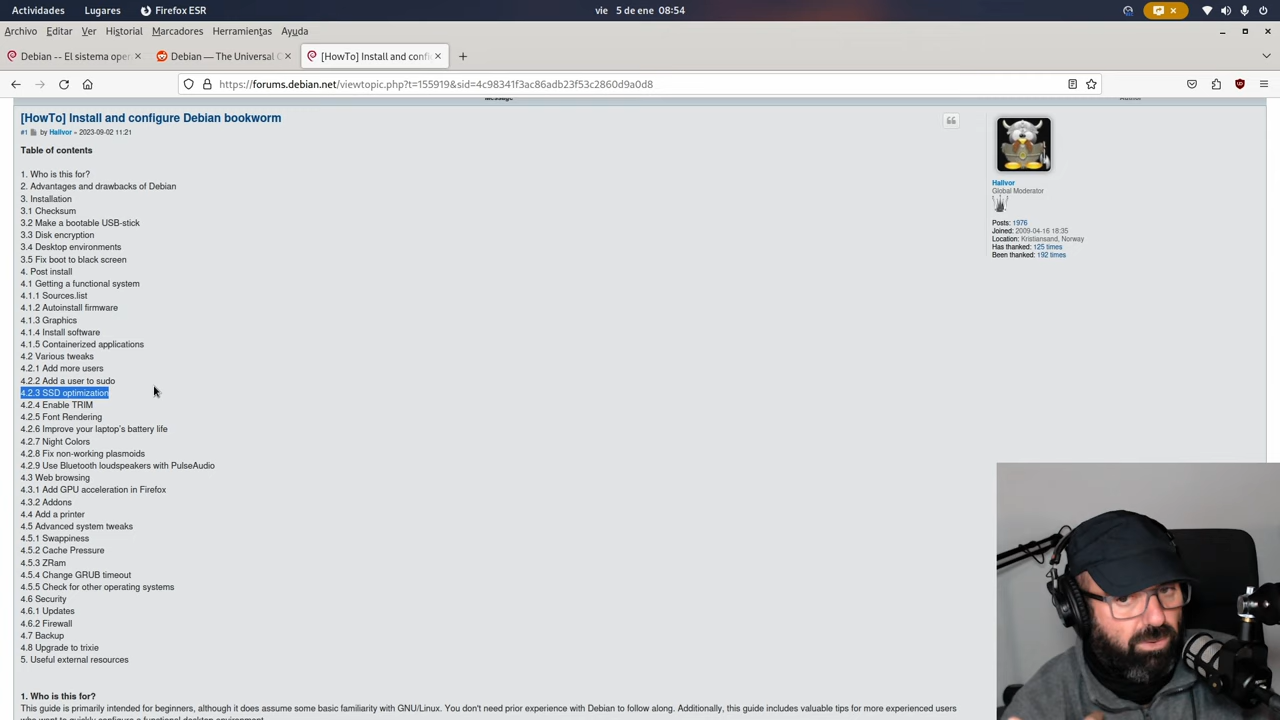 Actividades
Lugares
Firefox ESR
vie 5 de ene 08:54
Archivo Editar Ver Historial Marcadores Herramientas Ayuda
Debian -- El sistema oper
Debian — The Universal O
[HowTo] Install and confi
https://forums.debian.net/viewtopic.php?t=155919&sid=4c98341f3ac86adb23f53c2860d9a0d8
Message
Author
[HowTo] Install and configure Debian bookworm
#1 by Hallvor » 2023-09-02 11:21
Table of contents
1. Who is this for?
2. Advantages and drawbacks of Debian
3. Installation
3.1 Checksum
3.2 Make a bootable USB-stick
3.3 Disk encryption
3.4 Desktop environments
3.5 Fix boot to black screen
4. Post install
4.1 Getting a functional system
4.1.1 Sources.list
4.1.2 Autoinstall firmware
4.1.3 Graphics
4.1.4 Install software
4.1.5 Containerized applications
4.2 Various tweaks
4.2.1 Add more users
4.2.2 Add a user to sudo
4.2.3 SSD optimization
4.2.4 Enable TRIM
4.2.5 Font Rendering
4.2.6 Improve your laptop's battery life
4.2.7 Night Colors
4.2.8 Fix non-working plasmoids
4.2.9 Use Bluetooth loudspeakers with PulseAudio
4.3 Web browsing
4.3.1 Add GPU acceleration in Firefox
4.3.2 Addons
4.4 Add a printer
4.5 Advanced system tweaks
4.5.1 Swappiness
4.5.2 Cache Pressure
4.5.3 ZRam
4.5.4 Change GRUB timeout
4.5.5 Check for other operating systems
4.6 Security
4.6.1 Updates
4.6.2 Firewall
4.7 Backup
4.8 Upgrade to trixie
5. Useful external resources
1. Who is this for?
This guide is primarily intended for beginners, although it does assume some basic familiarity with GNU/Linux. You don't need prior experience with Debian to follow along. Additionally, this guide includes valuable tips for more experienced users
who want to quickly configure a functional desktop environment.
Hallvor
Global Moderator
Posts: 1976
Joined: 2009-04-16 18:35
Location: Kristiansand, Norway
Has thanked: 125 times
Been thanked: 192 times